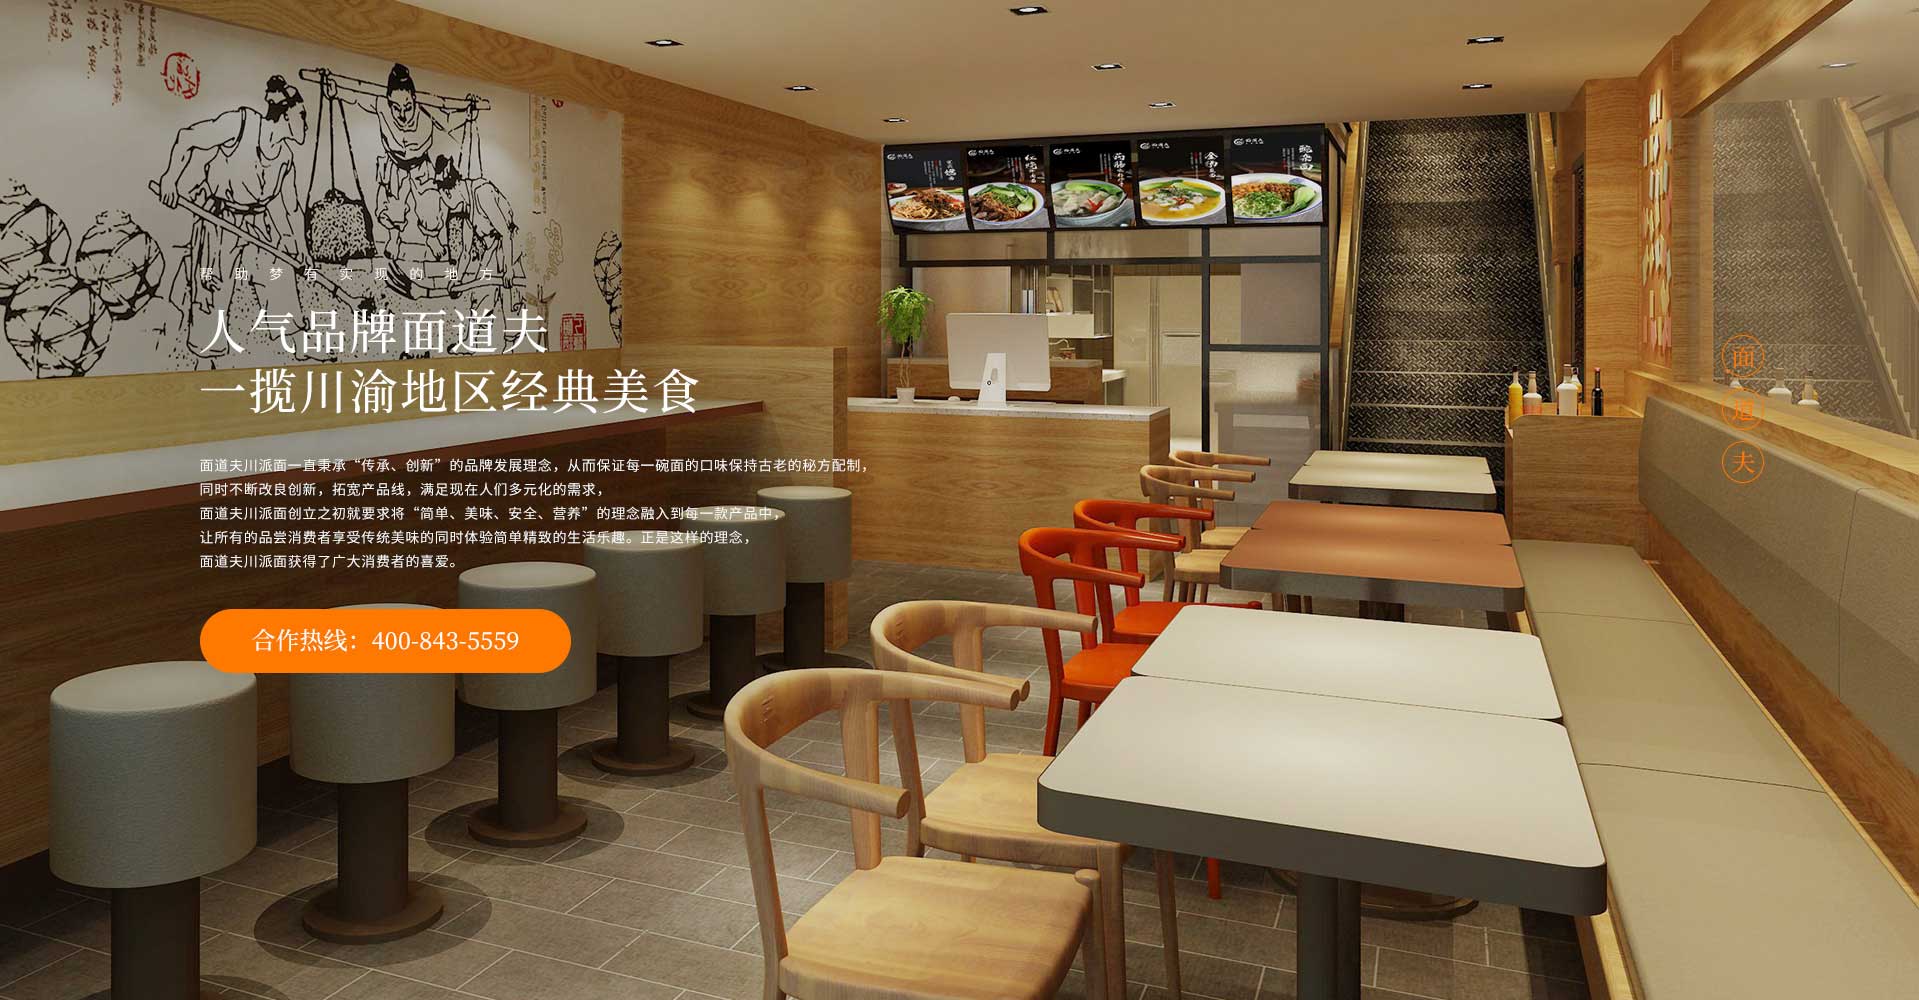 帮助梦有实现的地方
人气品牌面道夫
一揽川渝地区经典美食
面道夫川派面一直秉承“传承、创新”的品牌发展理念，从而保证每一碗面的口味保持古老的秘方配制，
同时不断改良创新，拓宽产品线，满足现在人们多元化的需求，
面道夫川派面创立之初就要求将“简单、美味、安全、营养”的理念融入到每一款产品中，
让所有的品尝消费者享受传统美味的同时体验简单精致的生活乐趣。正是这样的理念，
面道夫川派面获得了广大消费者的喜爱。
合作热线：400-843-5559
面
道
夫
豌杂面